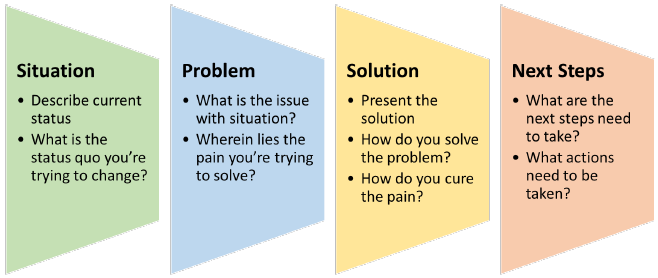 Situation
• Describe current
status
• What is the
status quo you're
trying to change?
Problem
• What is the issue
with situation?
• Wherein lies the
pain you're trying
to solve?
Solution
• Present the
solution
• How do you solve
the problem?
• How do you cure
the pain?
Next Steps
• What are the
next steps need
to take?
• What actions
need to be
taken?